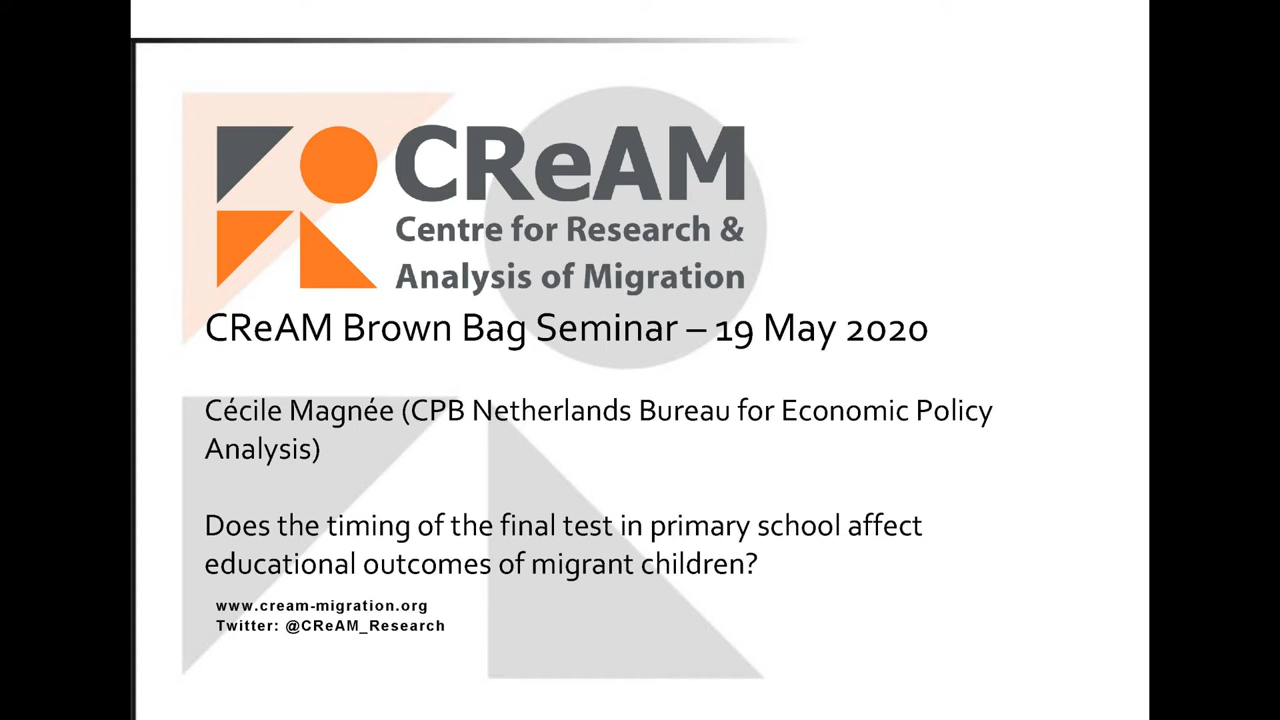 CReAM
Centre for Research &
Analysis of Migration
CReAM Brown Bag Seminar – 19 May 2020
Cécile Magnée (CPB Netherlands Bureau for Economic Policy
Analysis)
Does the timing of the final test in primary school affect
educational outcomes of migrant children?
www.cream-migration.org
Twitter: @CReAM_Research